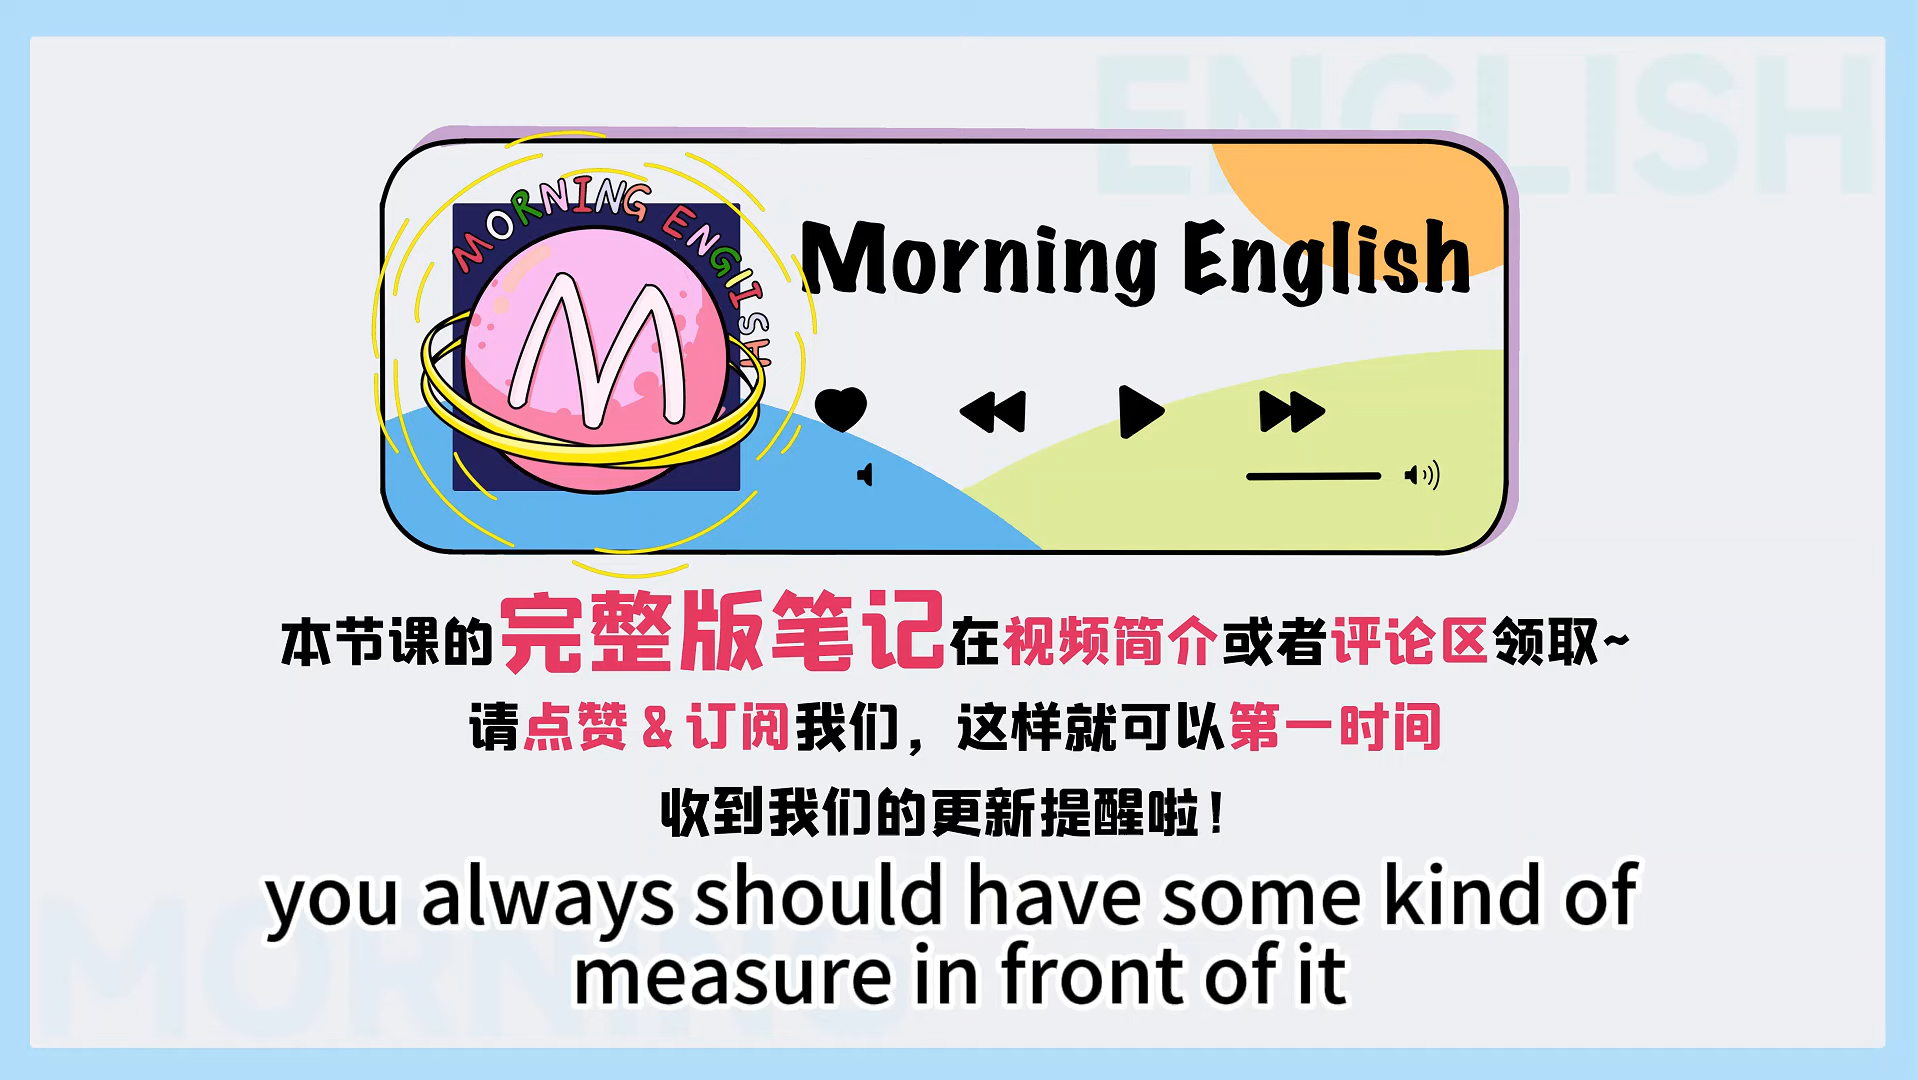 ENGLISH
MORNING ENGLISH
M
Morning English
本节课的完整版笔记在视频简介或者评论区领取~
请点赞&订阅我们，这样就可以第一时间
收到我们的更新提醒啦！
MORNING
you always should have some kind of
measure in front of it